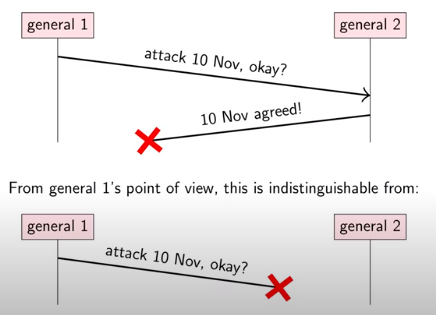 general 1
general 2
attack 10 Nov, okay?
10 Nov agreed!
From general 1's point of view, this is indistinguishable from:
general 1
general 2
attack 10 Nov, okay?